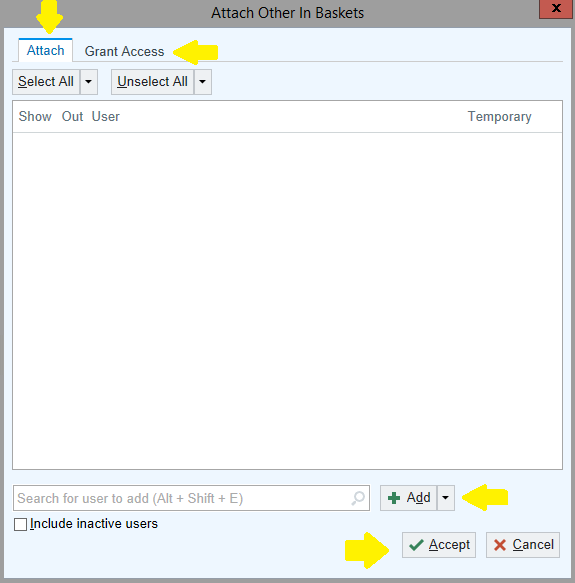 Attach Other In Baskets x
Attach Grant Access
Select All Unselect All
Show Out User Temporary
Search for user to add (Alt + Shift + E) Add
Include inactive users
Accept Cancel